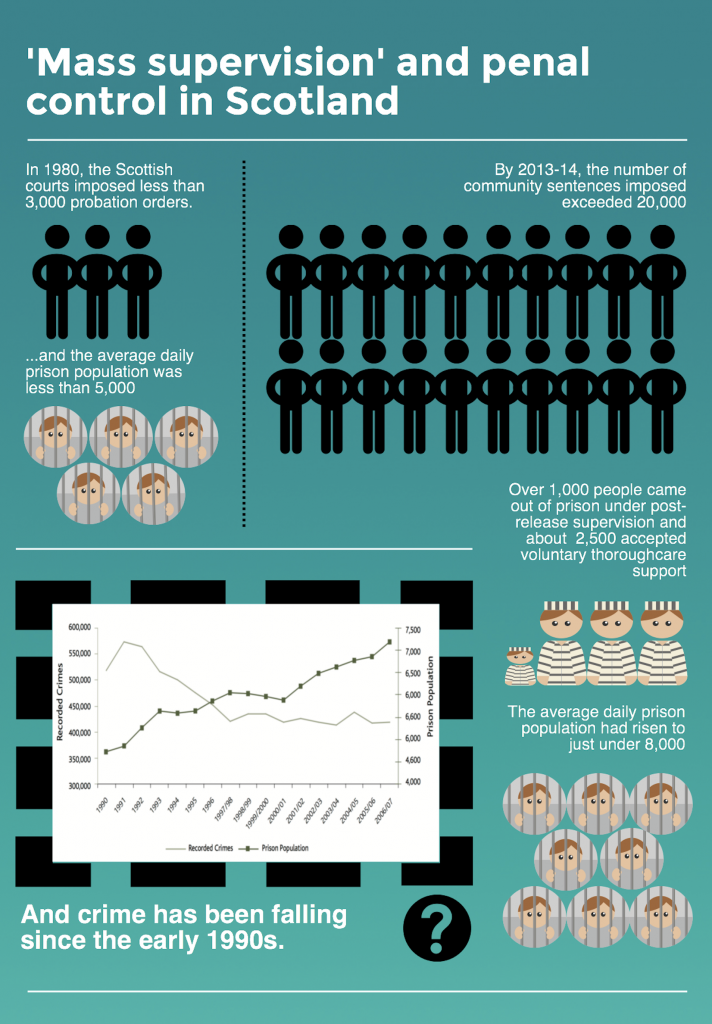 'Mass supervision' and penal
control in Scotland
In 1980, the Scottish
courts imposed less than
3,000 probation orders.
By 2013-14, the number of
community sentences imposed
exceeded 20,000
...and the average daily
prison population was
less than 5,000
Over 1,000 people came
out of prison under post-
release supervision and
about 2,500 accepted
voluntary thoroughcare
support
The average daily prison
population had risen to
just under 8,000
Recorded Crimes
600,000
550,000
500,000
450,000
400,000
350,000
300,000
7,500
7,000
6,500
6,000
6,600
6,000
4,600
4,000
Prison Population
1990
1991
1992
1993
1994
1995
1996
1997/98
1998/99
1999/2000
2000/01
2001/02
2002/03
2003/04
2004/05
2005/06
2006/07
Recorded Crimes Prison Population
And crime has been falling
since the early 1990s.
?